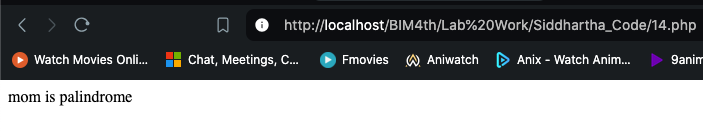 http://localhost/BIM4th/Lab%20Work/Siddhartha_Code/14.php
Watch Movies Onli... Chat, Meetings, C... Fmovies Aniwatch Anix - Watch Anim... 9anim
mom is palindrome